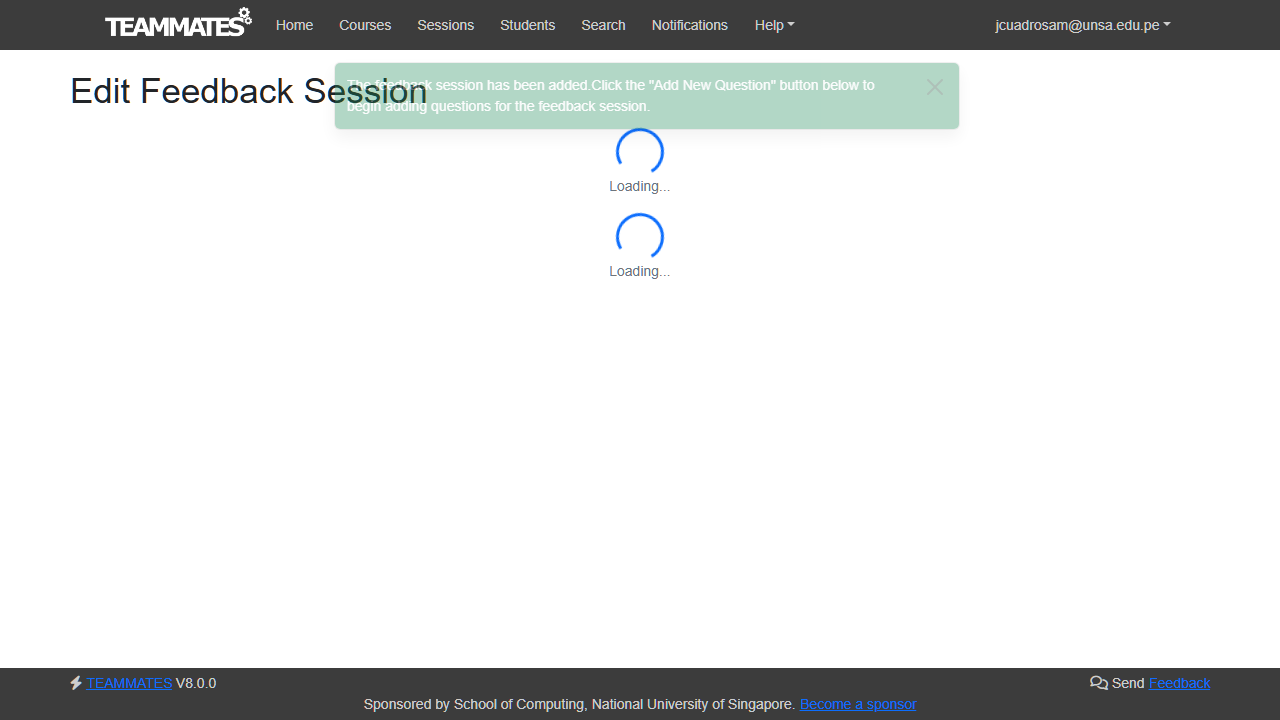 TEAMMATES Home Courses Sessions Students Search Notifications Help jcuadrosam@unsa.edu.pe
Edit Feedback Session
The feedback session has been added.Click the "Add New Question" button below to
begin adding questions for the feedback session.
Loading...
Loading...
TEAMMATES V8.0.0
Send Feedback
Sponsored by School of Computing, National University of Singapore. Become a sponsor